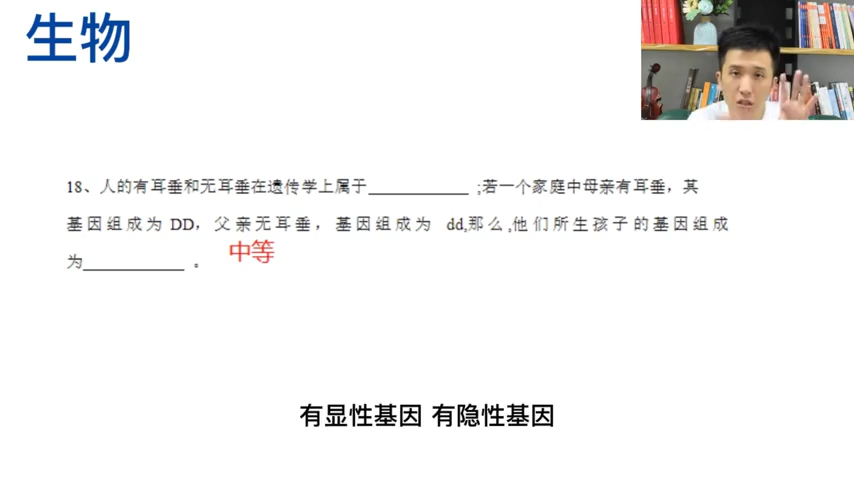 生物
18、人的有耳垂和无耳垂在遗传学上属于____________ ;若一个家庭中母亲有耳垂，其
基因组成为 DD，父亲无耳垂，基因组成为 dd,那么,他们所生孩子的基因组成
为____________ 。
中等
有显性基因 有隐性基因